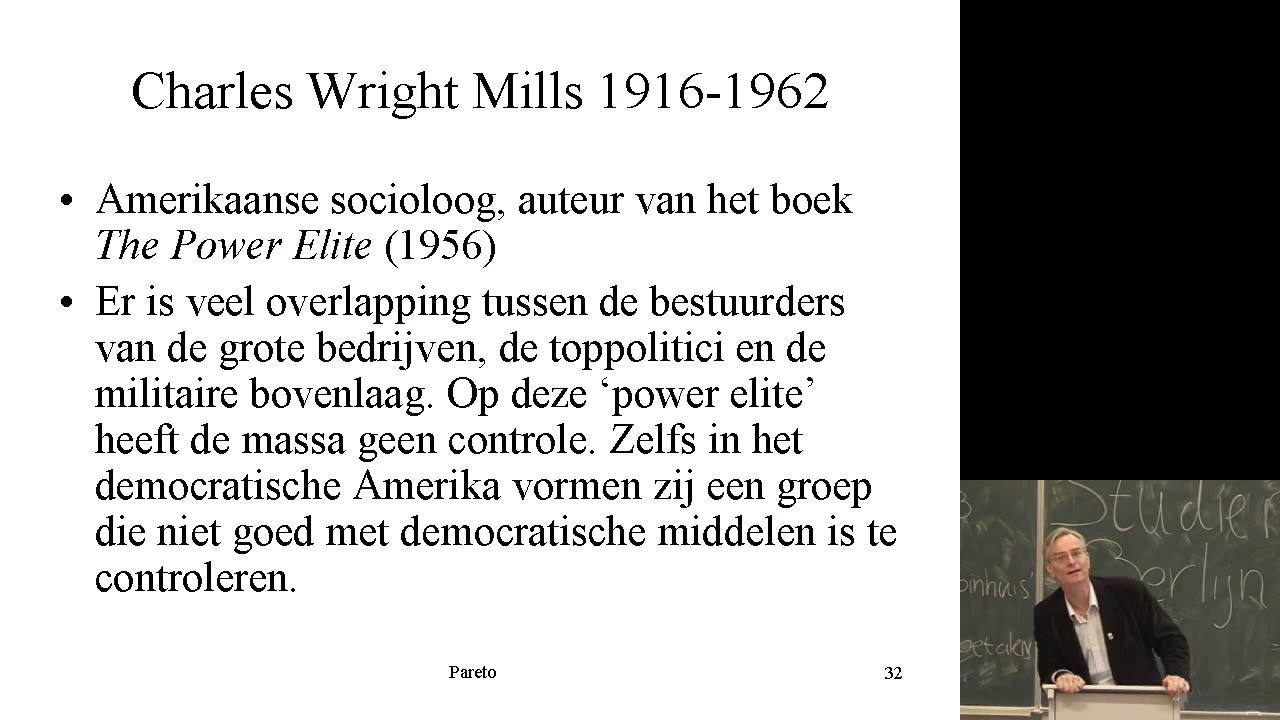 Charles Wright Mills 1916-1962
• Amerikaanse socioloog, auteur van het boek
The Power Elite (1956)
• Er is veel overlapping tussen de bestuurders
van de grote bedrijven, de toppolitici en de
militaire bovenlaag. Op deze ‘power elite’
heeft de massa geen controle. Zelfs in het
democratische Amerika vormen zij een groep
die niet goed met democratische middelen is te
controleren.
Pareto
32
Berlijn